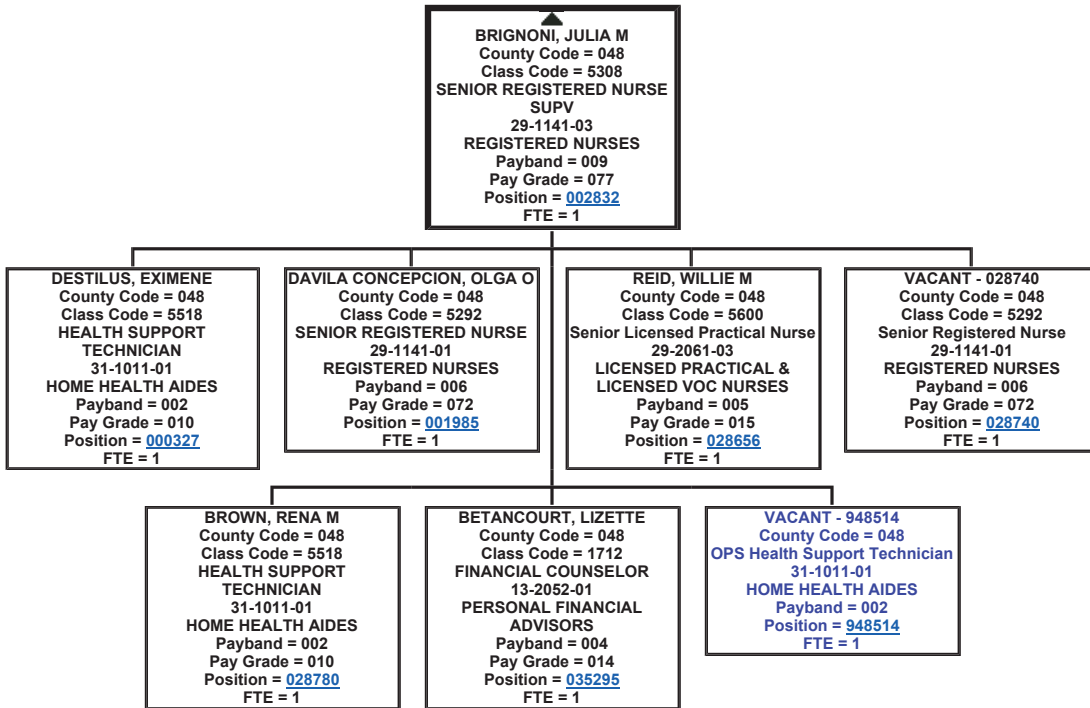 BRIGNONI, JULIA M
County Code = 048
Class Code = 5308
SENIOR REGISTERED NURSE
SUPV
29-1141-03
REGISTERED NURSES
Payband = 009
Pay Grade = 077
Position = 002832
FTE = 1
DESTILUS, EXIMENE
County Code = 048
Class Code = 5518
HEALTH SUPPORT
TECHNICIAN
31-1011-01
HOME HEALTH AIDES
Payband = 002
Pay Grade = 010
Position = 000327
FTE = 1
DAVILA CONCEPCION, OLGA O
County Code = 048
Class Code = 5292
SENIOR REGISTERED NURSE
29-1141-01
REGISTERED NURSES
Payband = 006
Pay Grade = 072
Position = 001985
FTE = 1
REID, WILLIE M
County Code = 048
Class Code = 5600
Senior Licensed Practical Nurse
29-2061-03
LICENSED PRACTICAL &
LICENSED VOC NURSES
Payband = 005
Pay Grade = 015
Position = 028656
FTE = 1
VACANT - 028740
County Code = 048
Class Code = 5292
Senior Registered Nurse
29-1141-01
REGISTERED NURSES
Payband = 006
Pay Grade = 072
Position = 028740
FTE = 1
BROWN, RENA M
County Code = 048
Class Code = 5518
HEALTH SUPPORT
TECHNICIAN
31-1011-01
HOME HEALTH AIDES
Payband = 002
Pay Grade = 010
Position = 028780
FTE = 1
BETANCOURT, LIZETTE
County Code = 048
Class Code = 1712
FINANCIAL COUNSELOR
13-2052-01
PERSONAL FINANCIAL
ADVISORS
Payband = 004
Pay Grade = 014
Position = 035295
FTE = 1
VACANT - 948514
County Code = 048
OPS Health Support Technician
31-1011-01
HOME HEALTH AIDES
Payband = 002
Position = 948514
FTE = 1